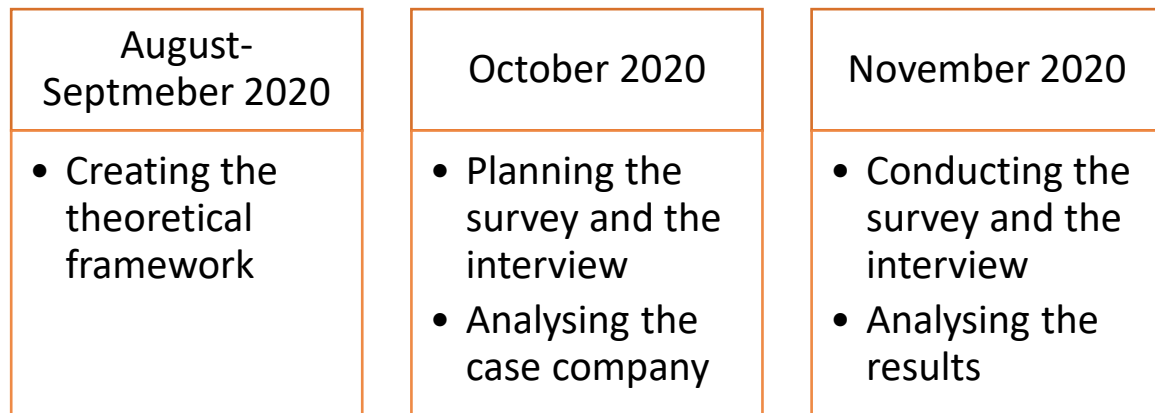 August-
Septmeber 2020
• Creating the
theoretical
framework
October 2020
• Planning the
survey and the
interview
• Analysing the
case company
November 2020
• Conducting the
survey and the
interview
• Analysing the
results